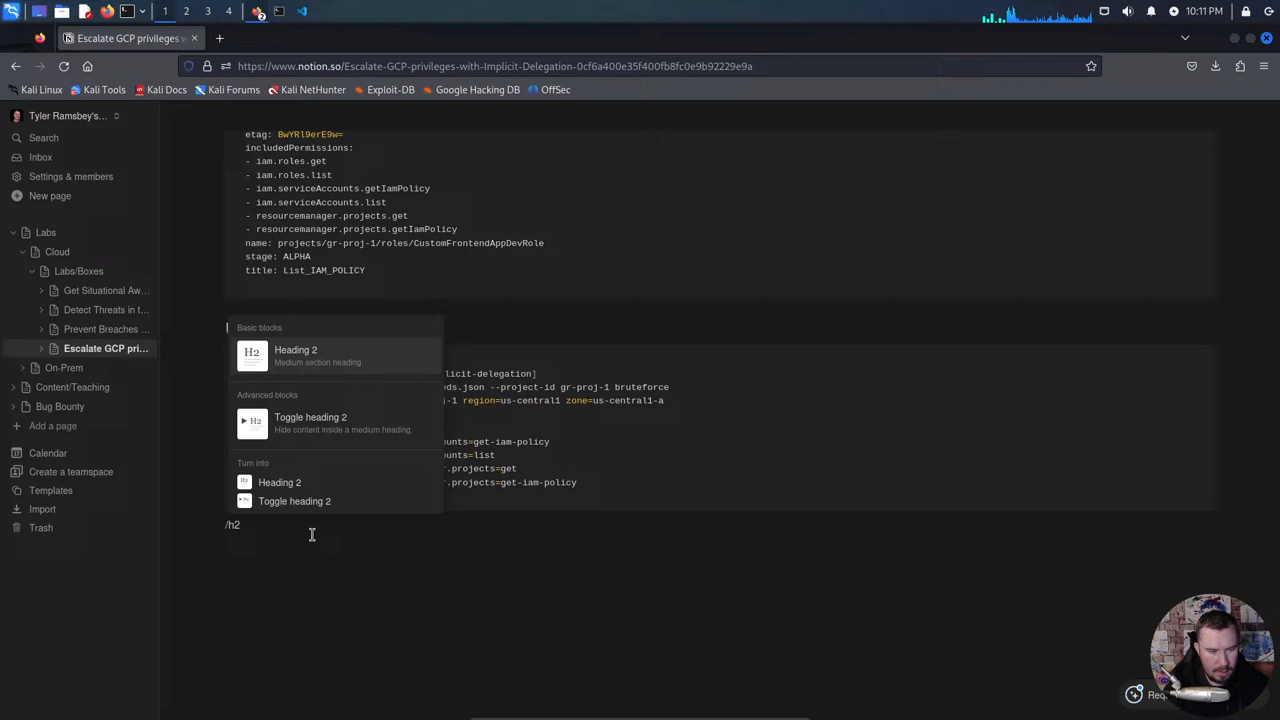 1 2 3 4 2 10:11 PM
Escalate GCP privileges w
https://www.notion.so/Escalate-GCP-privileges-with-Implicit-Delegation-0cf6a400e35f400fb8fc0e9b92229e9a
Kali Linux Kali Tools Kali Docs Kali Forums Kali NetHunter Exploit-DB Google Hacking DB OffSec
Tyler Ramsbey's...
Search
Inbox
Settings & members
New page
Labs
Cloud
Labs/Boxes
Get Situational Aw...
Detect Threats in t...
Prevent Breaches ...
Escalate GCP pri...
On-Prem
Content/Teaching
Bug Bounty
Add a page
Calendar
Create a teamspace
Templates
Import
Trash
etag: BwYRl9erE9w=
includedPermissions:
- iam.roles.get
- iam.roles.list
- iam.serviceAccounts.getIamPolicy
- iam.serviceAccounts.list
- resourcemanager.projects.get
- resourcemanager.projects.getIamPolicy
name: projects/gr-proj-1/roles/CustomFrontendAppDevRole
stage: ALPHA
title: List_IAM_POLICY
Basic blocks
H2 Heading 2
Medium section heading.
Advanced blocks
H2 Toggle heading 2
Hide content inside a medium heading.
Turn into
Heading 2
Toggle heading 2
licit-delegation]
eds.json --project-id gr-proj-1 bruteforce
j-1 region=us-central1 zone=us-central1-a
unts=get-iam-policy
ounts=list
r.projects=get
r.projects=get-iam-policy
/h2